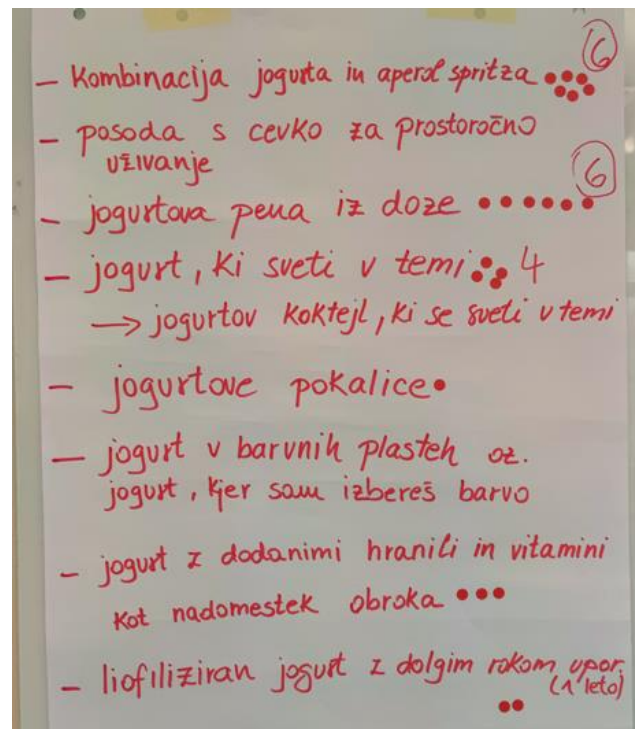 6
– Kombinacija jogurta in aperol spritza
– posoda s cevko za prostoročno
uživanje
6
– jogurtova pena iz doze
– jogurt, ki sveti v temi 4
→ jogurtov koktejl, ki se sveti v temi
– jogurtove pokalice
– jogurt v barvnih plasteh oz.
jogurt, kjer sam izbereš barvo
– jogurt z dodanimi hranili in vitamini
kot nadomestek obroka
– liofiliziran jogurt z dolgim rokom upor.
(1 leto)